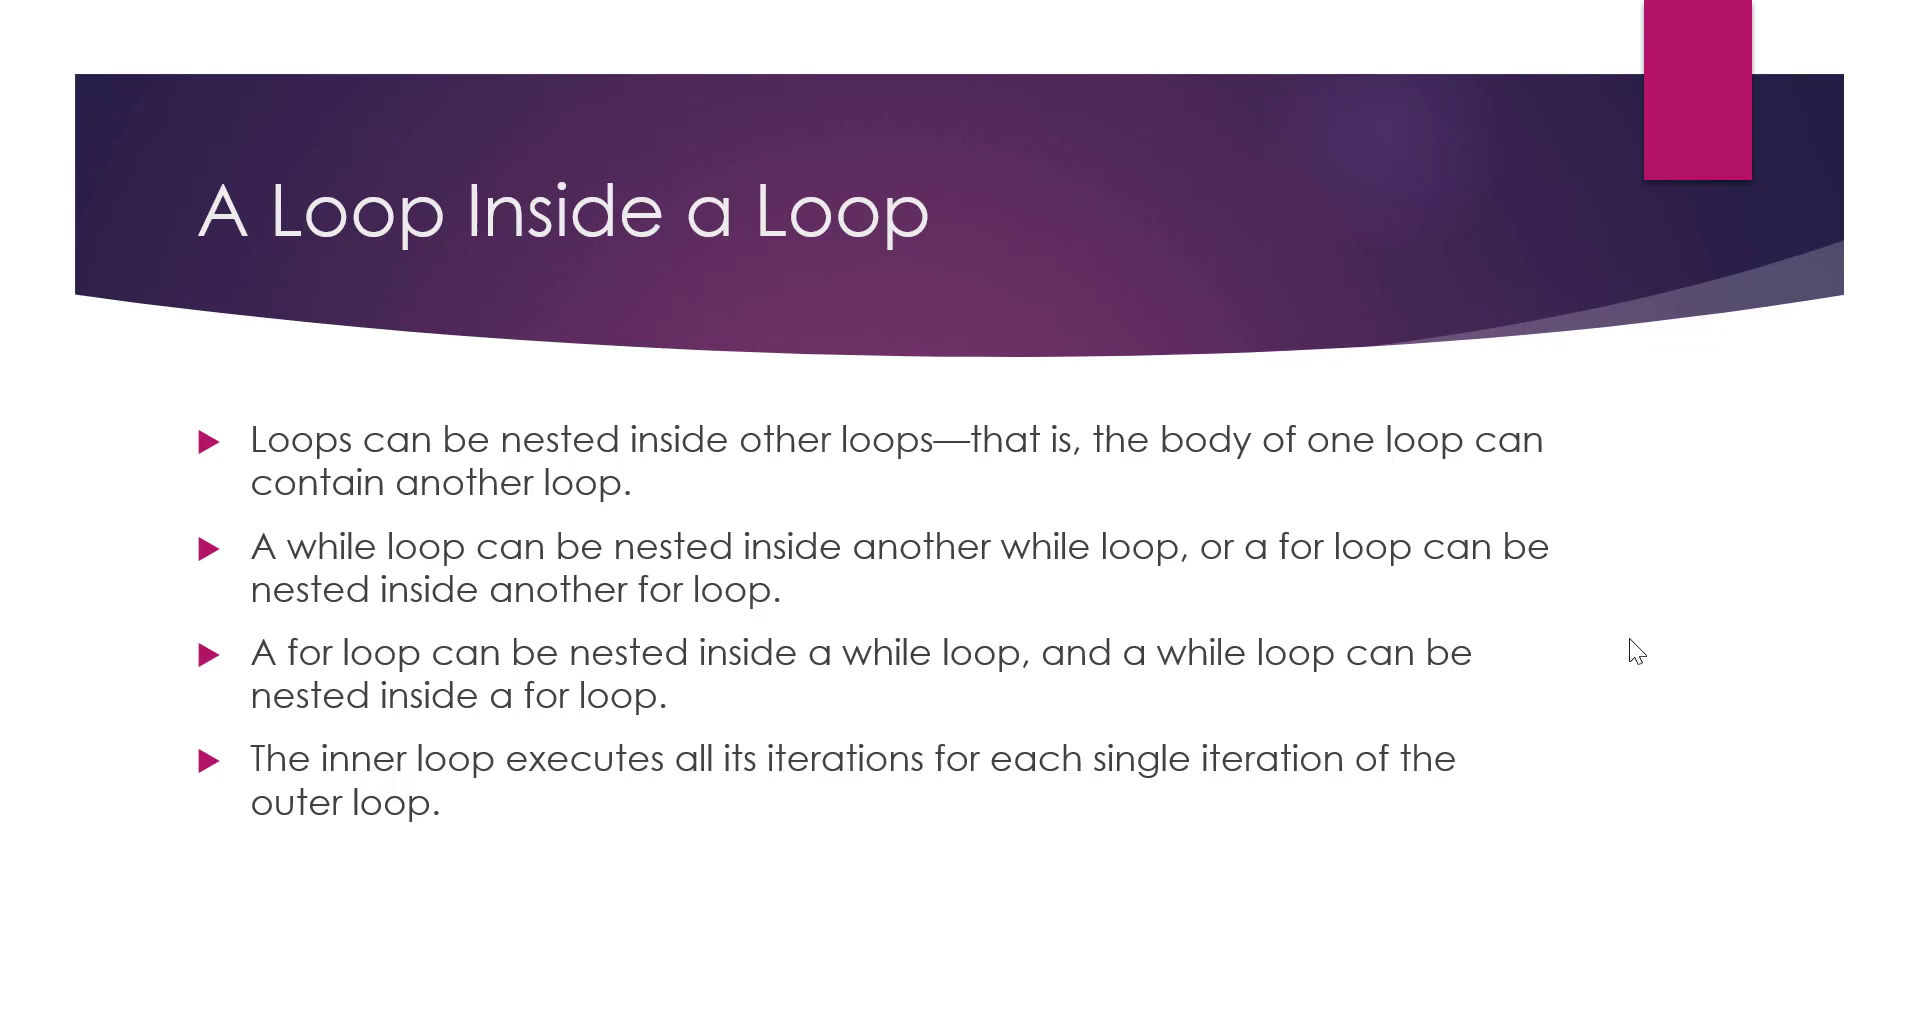 A Loop Inside a Loop
Loops can be nested inside other loops—that is, the body of one loop can
contain another loop.
A while loop can be nested inside another while loop, or a for loop can be
nested inside another for loop.
A for loop can be nested inside a while loop, and a while loop can be
nested inside a for loop.
The inner loop executes all its iterations for each single iteration of the
outer loop.